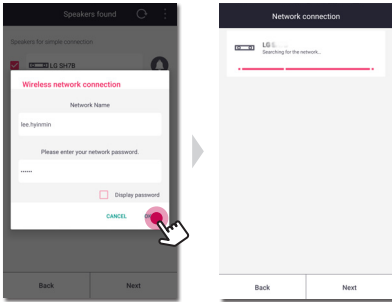 Speakers found
Speakers for simple connection
LG SH7B
Wireless network connection
Network Name
lee.hyinmin
Please enter your network password.
••••••
Display password
CANCEL
Back
Next
Network connection
LG
Searching for the network...
Back
Next